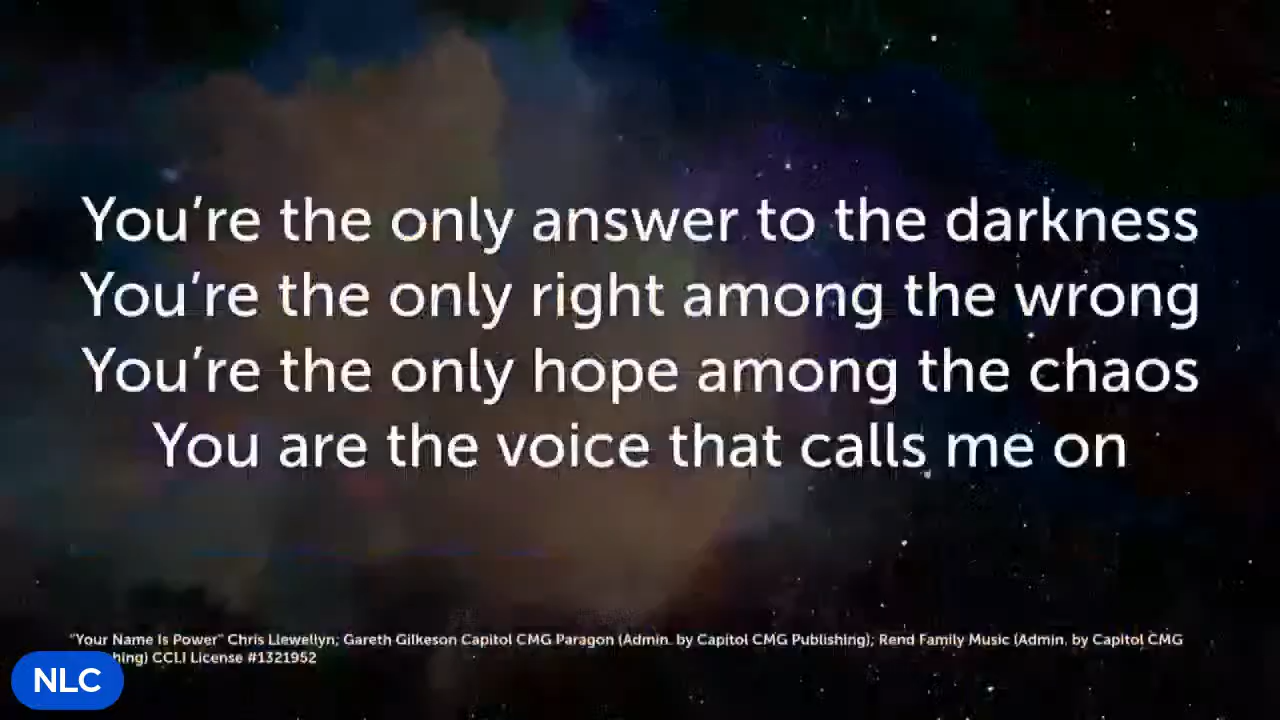 You’re the only answer to the darkness
You’re the only right among the wrong
You’re the only hope among the chaos
You are the voice that calls me on
“Your Name Is Power” Chris Llewellyn; Gareth Gilkeson Capitol CMG Paragon (Admin. by Capitol CMG Publishing); Rend Family Music (Admin. by Capitol CMG
hing) CCLI License #1321952
NLC